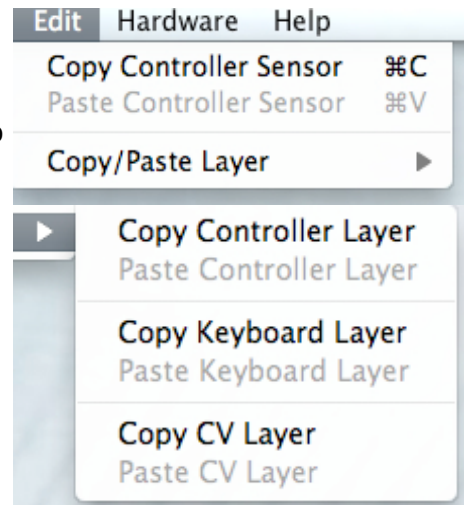 Edit Hardware Help
Copy Controller Sensor ⌘C
Paste Controller Sensor ⌘V
Copy/Paste Layer ▶
Copy Controller Layer
Paste Controller Layer
Copy Keyboard Layer
Paste Keyboard Layer
Copy CV Layer
Paste CV Layer